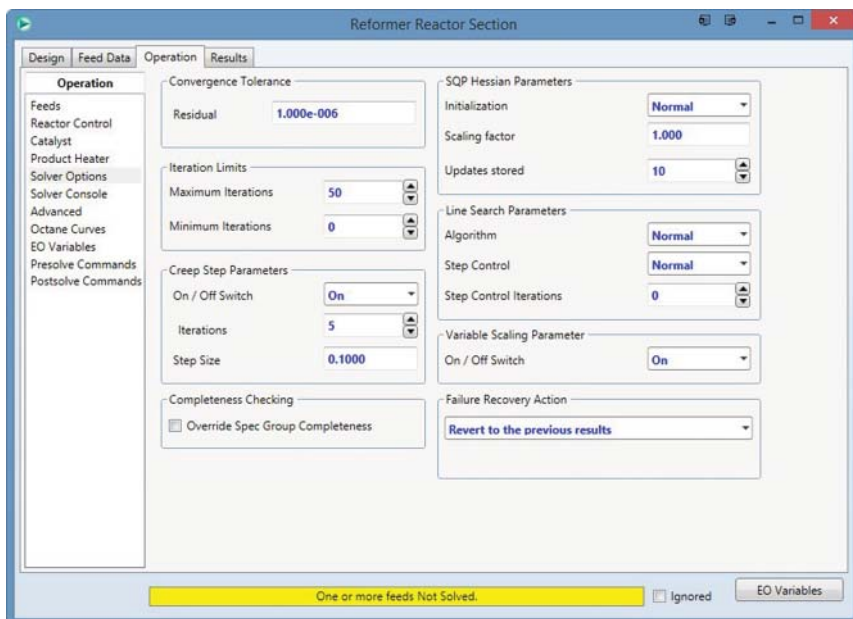 Reformer Reactor Section
Design
Feed Data
Operation
Results
Operation
Feeds
Reactor Control
Catalyst
Product Heater
Solver Options
Solver Console
Advanced
Octane Curves
EO Variables
Presolve Commands
Postsolve Commands
Convergence Tolerance
Residual 1.000e-006
Iteration Limits
Maximum Iterations 50
Minimum Iterations 0
Creep Step Parameters
On / Off Switch On
Iterations 5
Step Size 0.1000
Completeness Checking
Override Spec Group Completeness
SQP Hessian Parameters
Initialization Normal
Scaling factor 1.000
Updates stored 10
Line Search Parameters
Algorithm Normal
Step Control Normal
Step Control Iterations 0
Variable Scaling Parameter
On / Off Switch On
Failure Recovery Action
Revert to the previous results
One or more feeds Not Solved.
Ignored
EO Variables